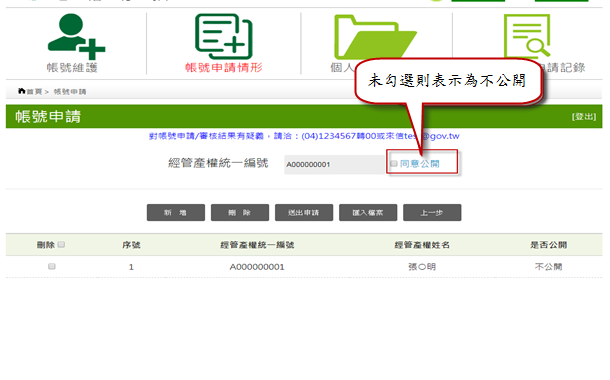 帳號維護
帳號申請情形
個人
申請記錄
未勾選則表示為不公開
首頁> 帳號申請
帳號申請
[登出]
對帳號申請/審核結果有疑義，請洽：(04)1234567轉00或來信tes @gov.tw
經管產權統一編號
A000000001
同意公開
新 增
刪 除
送出申請
匯入檔案
上一步
刪除 序號 經管產權統一編號 經管產權姓名 是否公開
1 A000000001 張○明 不公開